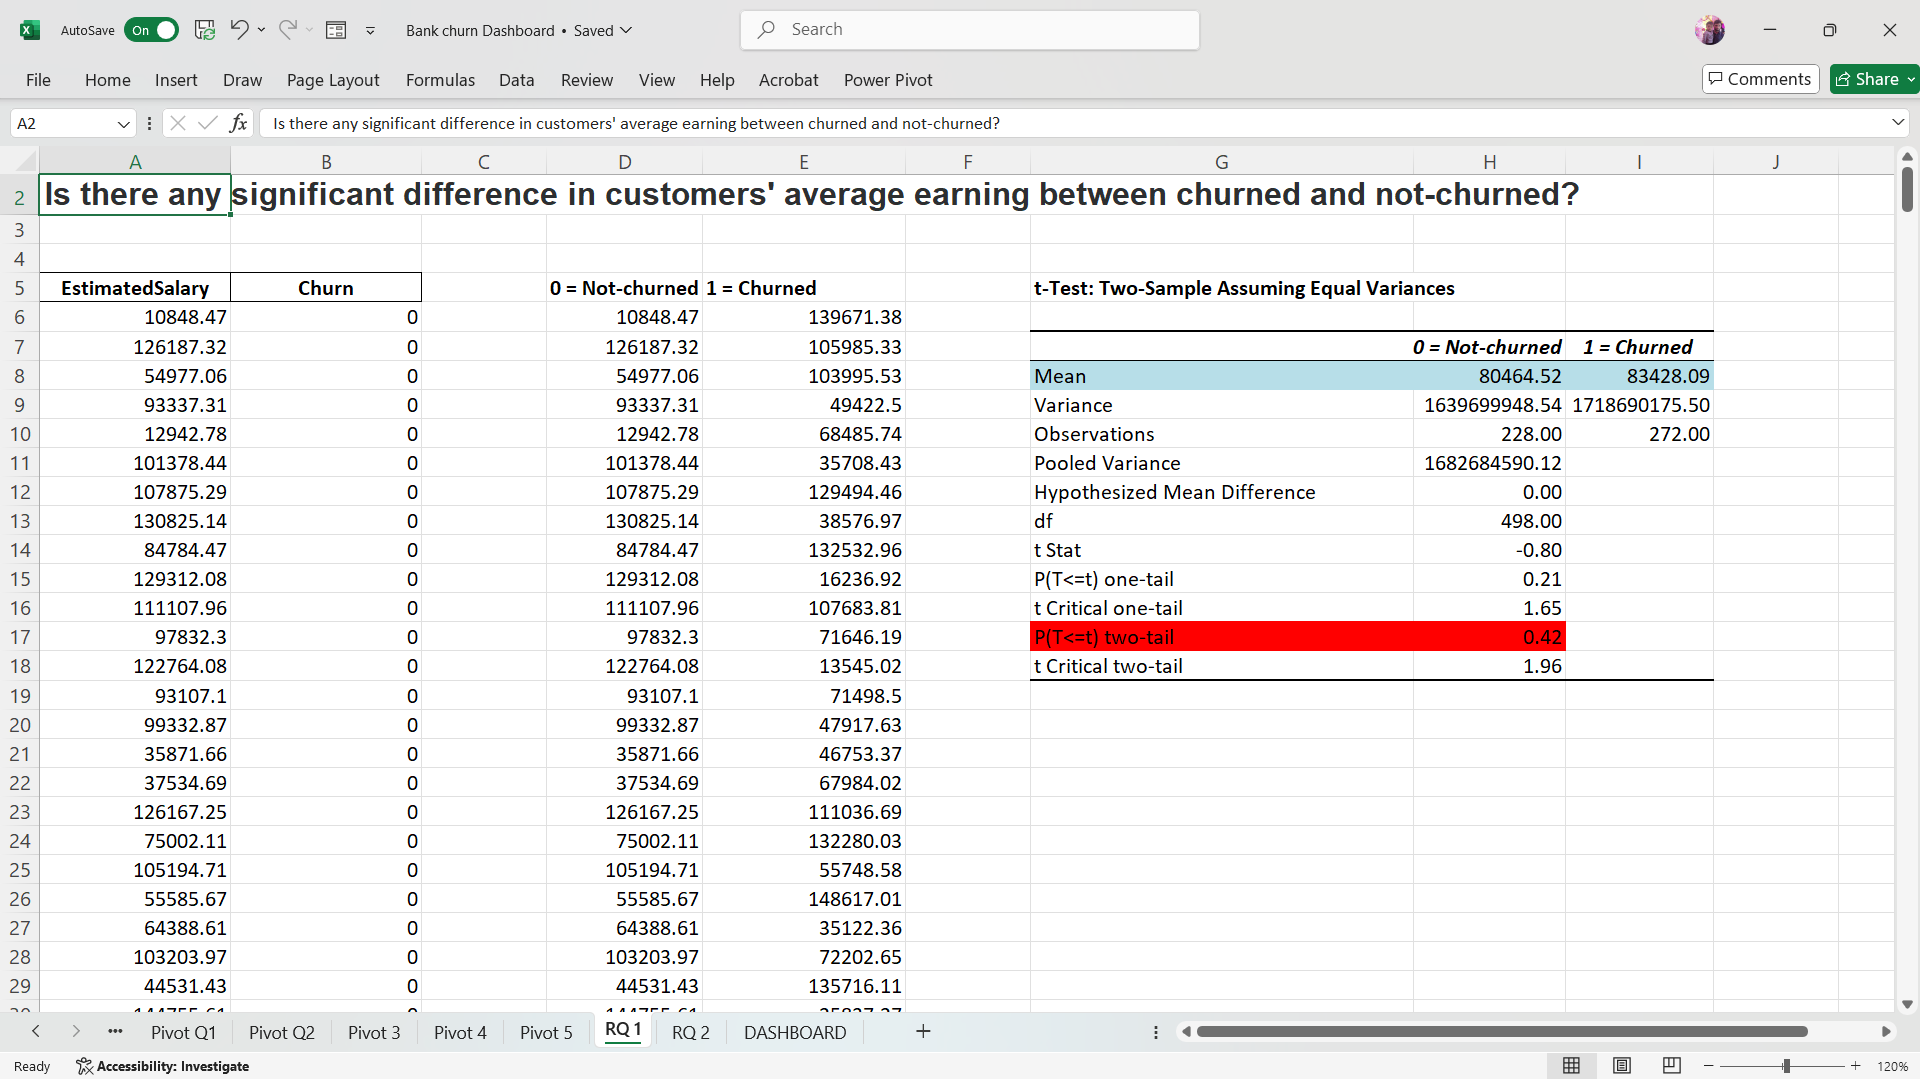 AutoSave On Bank churn Dashboard • Saved Search
File Home Insert Draw Page Layout Formulas Data Review View Help Acrobat Power Pivot Comments Share
A2 fx Is there any significant difference in customers' average earning between churned and not-churned?
A B C D E F G H I J
2 Is there any significant difference in customers' average earning between churned and not-churned?
3
4
5 EstimatedSalary Churn 0 = Not-churned 1 = Churned t-Test: Two-Sample Assuming Equal Variances
6 10848.47 0 10848.47 139671.38
7 126187.32 0 126187.32 105985.33 0 = Not-churned 1 = Churned
8 54977.06 0 54977.06 103995.53 Mean 80464.52 83428.09
9 93337.31 0 93337.31 49422.5 Variance 1639699948.54 1718690175.50
10 12942.78 0 12942.78 68485.74 Observations 228.00 272.00
11 101378.44 0 101378.44 35708.43 Pooled Variance 1682684590.12
12 107875.29 0 107875.29 129494.46 Hypothesized Mean Difference 0.00
13 130825.14 0 130825.14 38576.97 df 498.00
14 84784.47 0 84784.47 132532.96 t Stat -0.80
15 129312.08 0 129312.08 16236.92 P(T<=t) one-tail 0.21
16 111107.96 0 111107.96 107683.81 t Critical one-tail 1.65
17 97832.3 0 97832.3 71646.19 P(T<=t) two-tail 0.42
18 122764.08 0 122764.08 13545.02 t Critical two-tail 1.96
19 93107.1 0 93107.1 71498.5
20 99332.87 0 99332.87 47917.63
21 35871.66 0 35871.66 46753.37
22 37534.69 0 37534.69 67984.02
23 126167.25 0 126167.25 111036.69
24 75002.11 0 75002.11 132280.03
25 105194.71 0 105194.71 55748.58
26 55585.67 0 55585.67 148617.01
27 64388.61 0 64388.61 35122.36
28 103203.97 0 103203.97 72202.65
29 44531.43 0 44531.43 135716.11
Pivot Q1 Pivot Q2 Pivot 3 Pivot 4 Pivot 5 RQ 1 RQ 2 DASHBOARD
Ready Accessibility: Investigate 120%